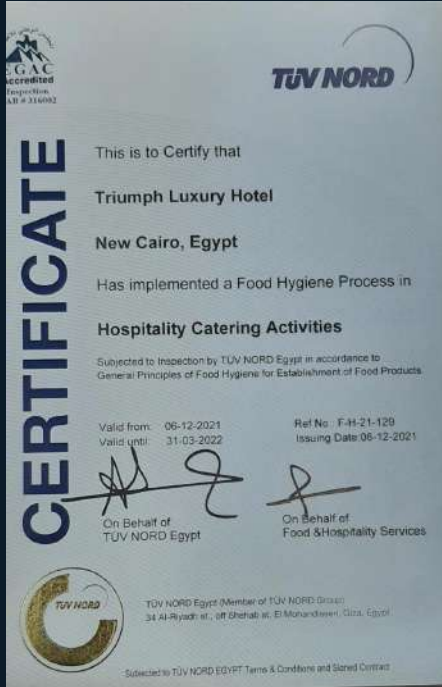 EGAC
Accredited
Inspection
TÜV NORD
CERTIFICATE
This is to Certify that
Triumph Luxury Hotel
New Cairo, Egypt
Has implemented a Food Hygiene Process in
Hospitality Catering Activities
Subjected to Inspection by TÜV NORD Egypt in accordance to
General Principles of Food Hygiene for Establishment of Food Products
Valid from: 06-12-2021
Ref No.: F-H-21-129
Valid until: 31-03-2022
Issuing Date:06-12-2021
On Behalf of
TÜV NORD Egypt
On Behalf of
Food &Hospitality Services
TÜV NORD
TÜV NORD Egypt (Member of TÜV NORD Group)
34 Al-Riyadh st., off Shehab st, El Mohandseen, Giza, Egypt
Subjected to TÜV NORD EGYPT Terms & Conditions and Signed Contract